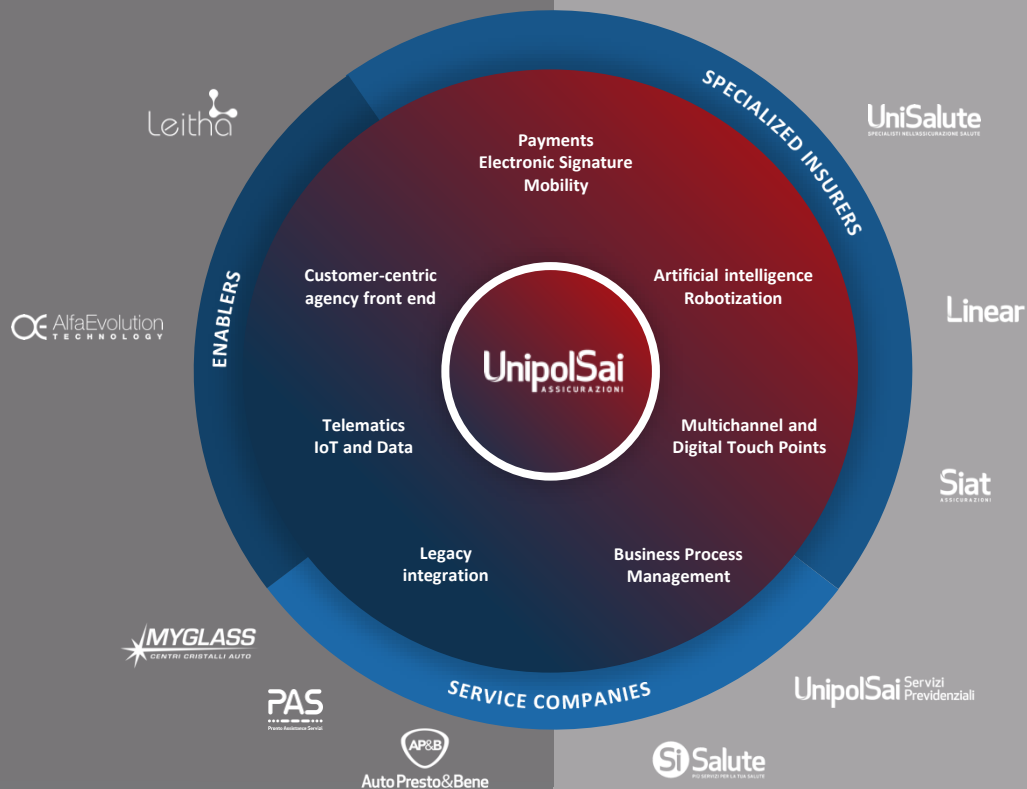 Leitha
UniSalute
SPECIALISTI NELL'ASSICURAZIONE SALUTE
SPECIALIZED INSURERS
Payments
Electronic Signature
Mobility
Customer-centric
agency front end
Artificial intelligence
Robotization
ENABLERS
AlfaEvolution
TECHNOLOGY
Linear
UnipolSai
ASSICURAZIONI
Telematics
IoT and Data
Multichannel and
Digital Touch Points
Siat
ASSICURAZIONI
Legacy
integration
Business Process
Management
MYGLASS
CENTRI CRISTALLI AUTO
SERVICE COMPANIES
UnipolSai Servizi
Previdenziali
PAS
Pronto Assistance Servizi
AP&B
Auto Presto&Bene
Si Salute
PIÙ SERVIZI PER LA TUA SALUTE